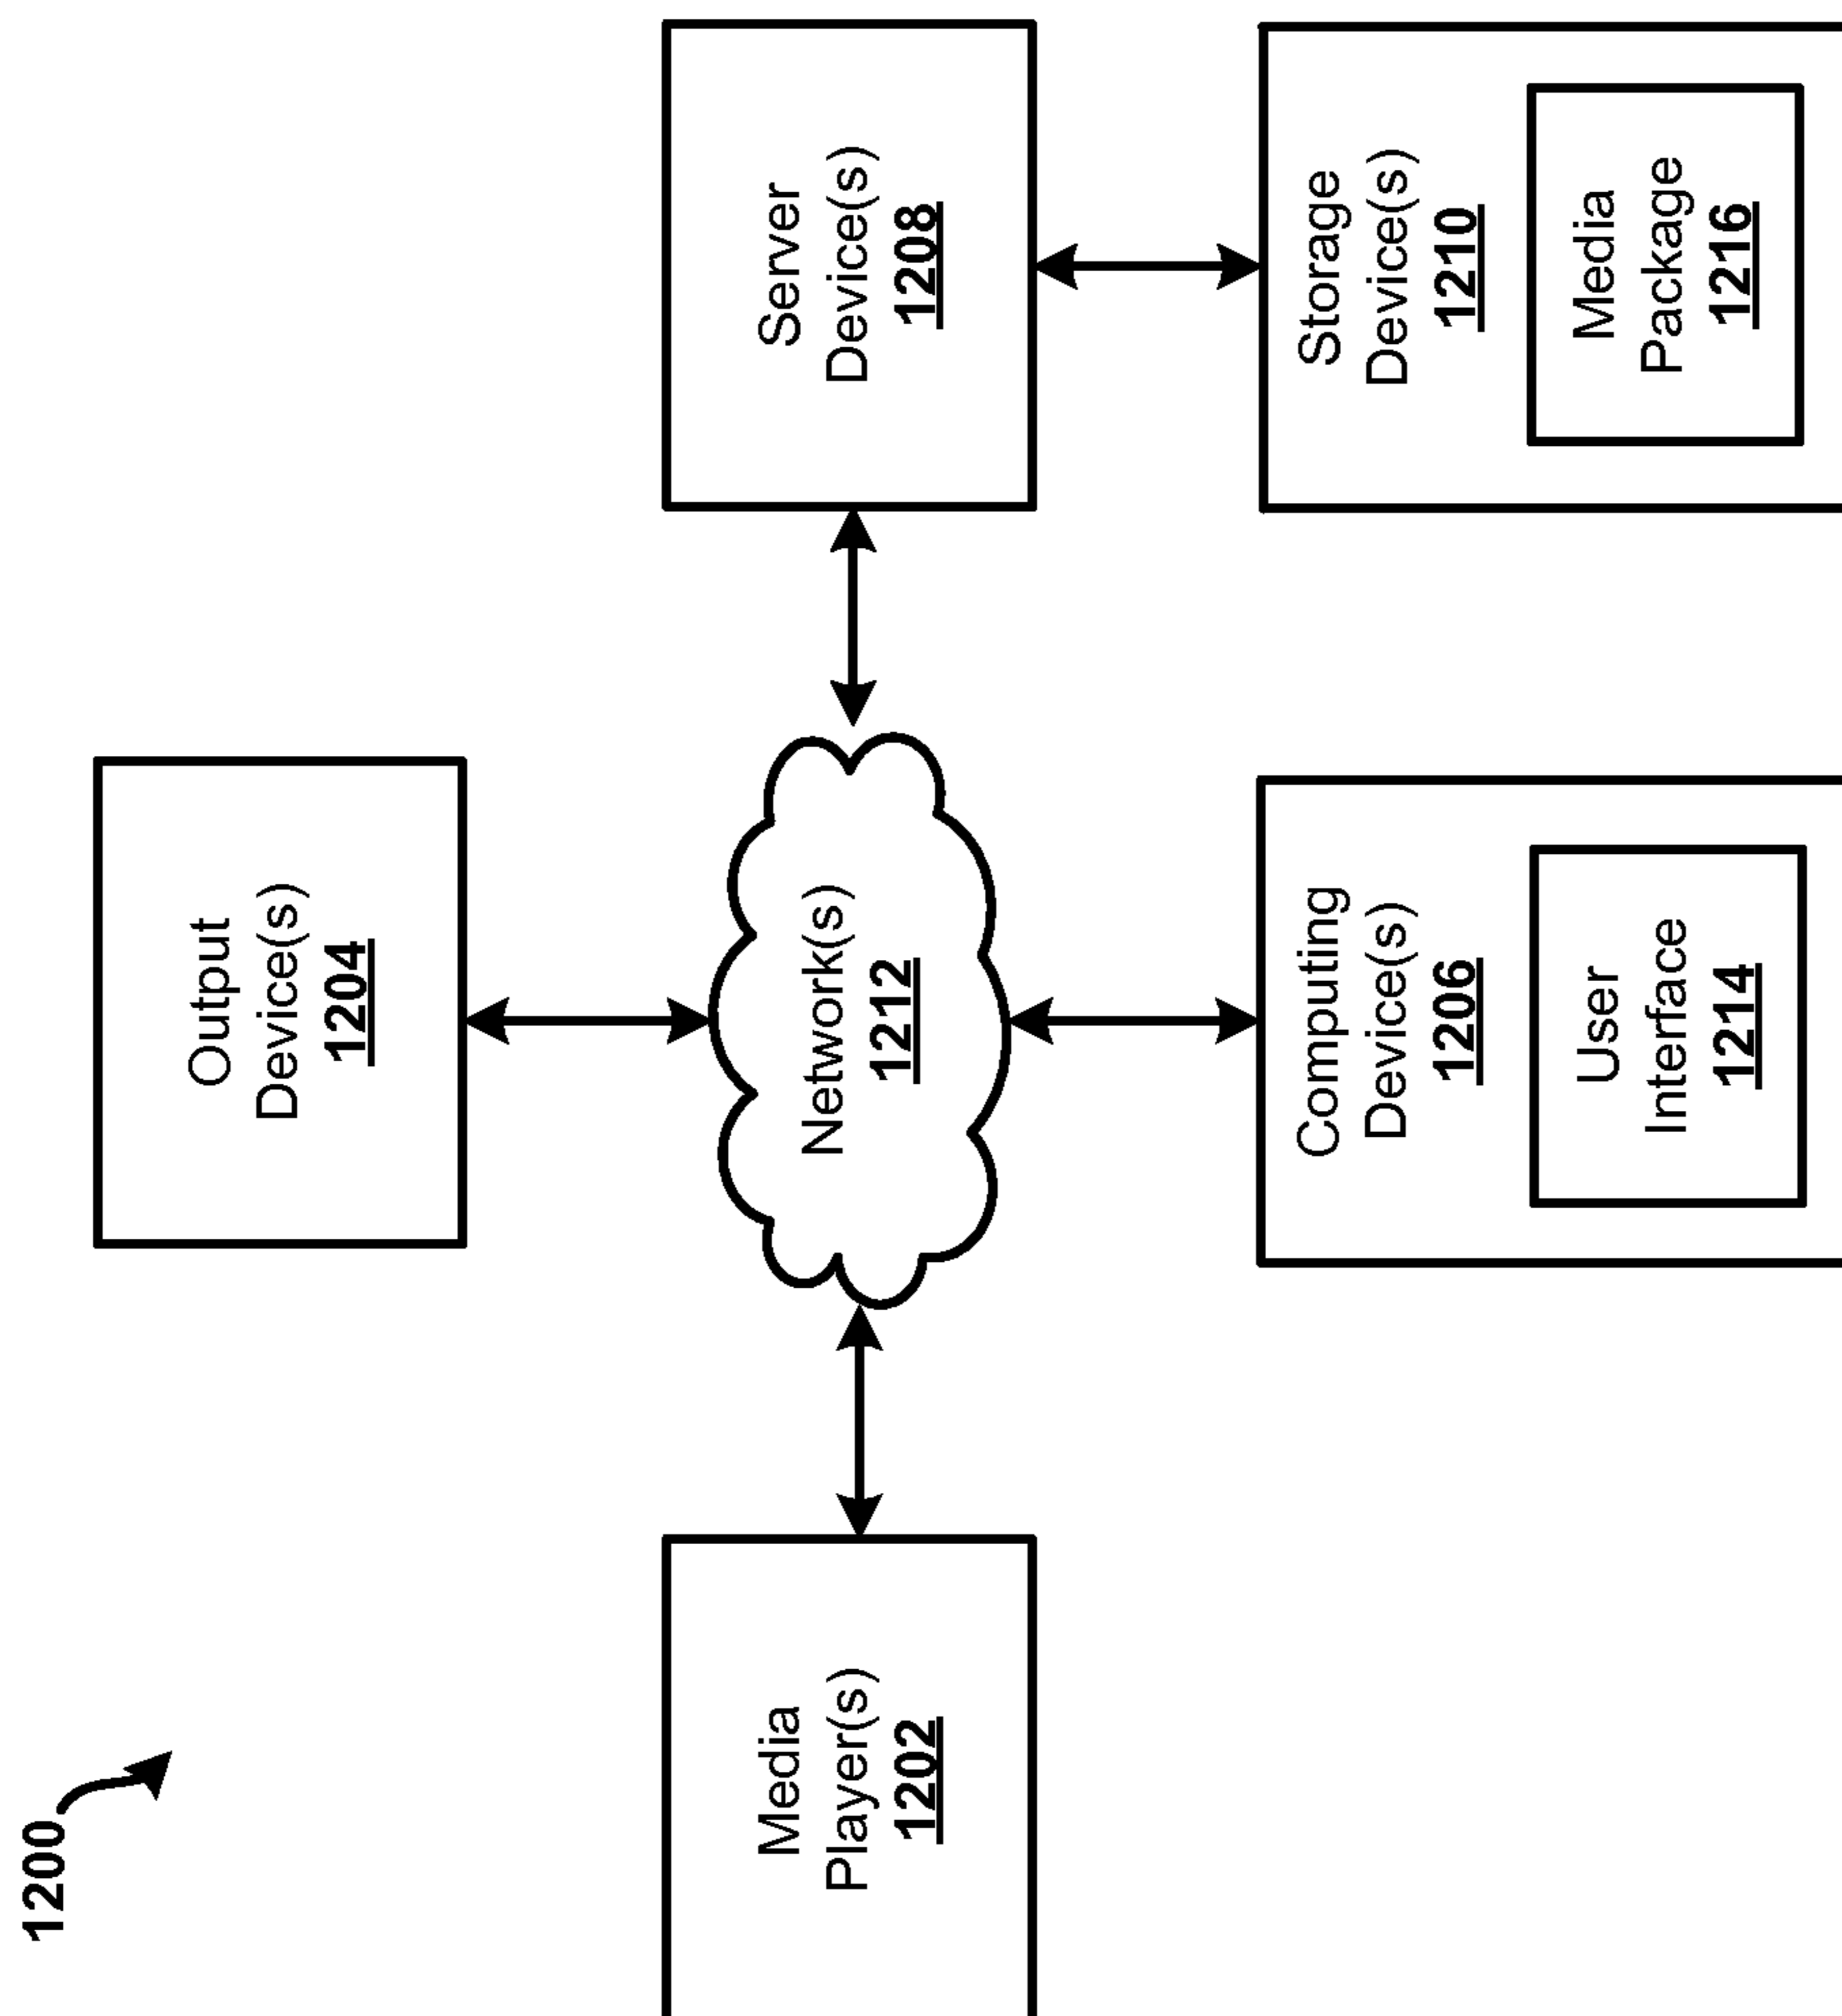 1200
Output
Device(s)
1204
Media
Player(s)
1202
Network(s)
1212
Server
Device(s)
1208
Computing
Device(s)
1206
User
Interface
1214
Storage
Device(s)
1210
Media
Package
1216